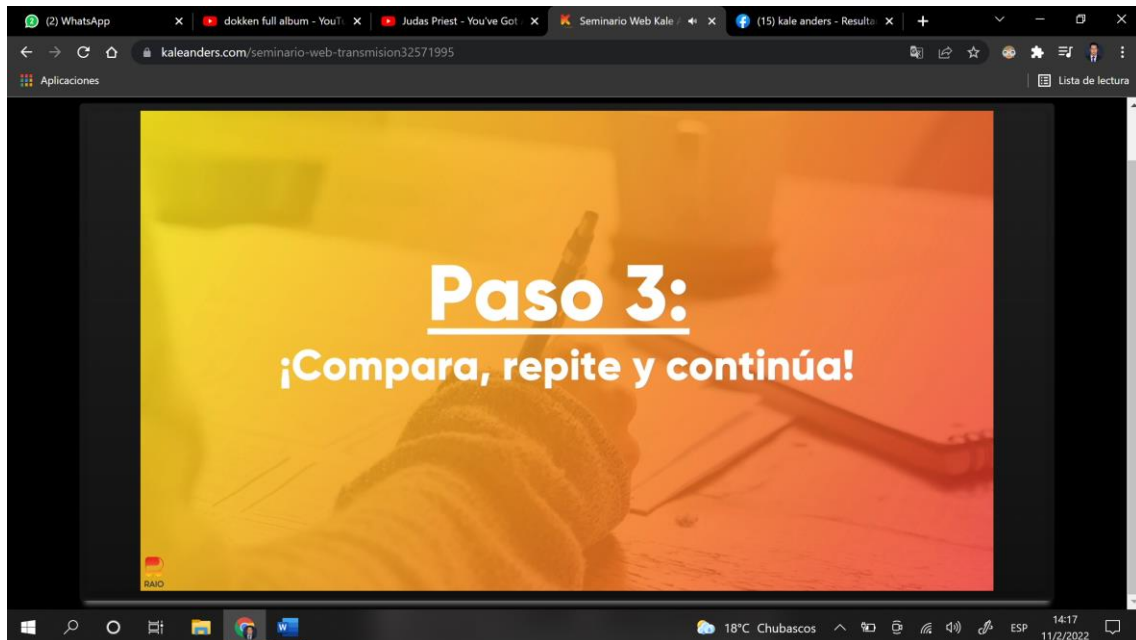 (2) WhatsApp
dokken full album - YouTu
Judas Priest - You've Got
Seminario Web Kale /
(15) kale anders - Resulta
kaleanders.com/seminario-web-transmision32571995
Aplicaciones
Lista de lectura
Paso 3:
¡Compara, repite y continúa!
RAIO
18°C Chubascos
ESP
14:17
11/2/2022